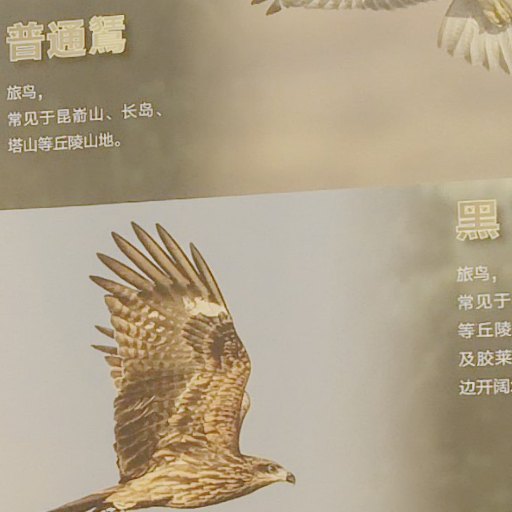 普通鵟
旅鸟，
常见于昆嵛山、长岛、
塔山等丘陵山地。
黑
旅鸟，
常见于
等丘陵
及胶莱
边开阔